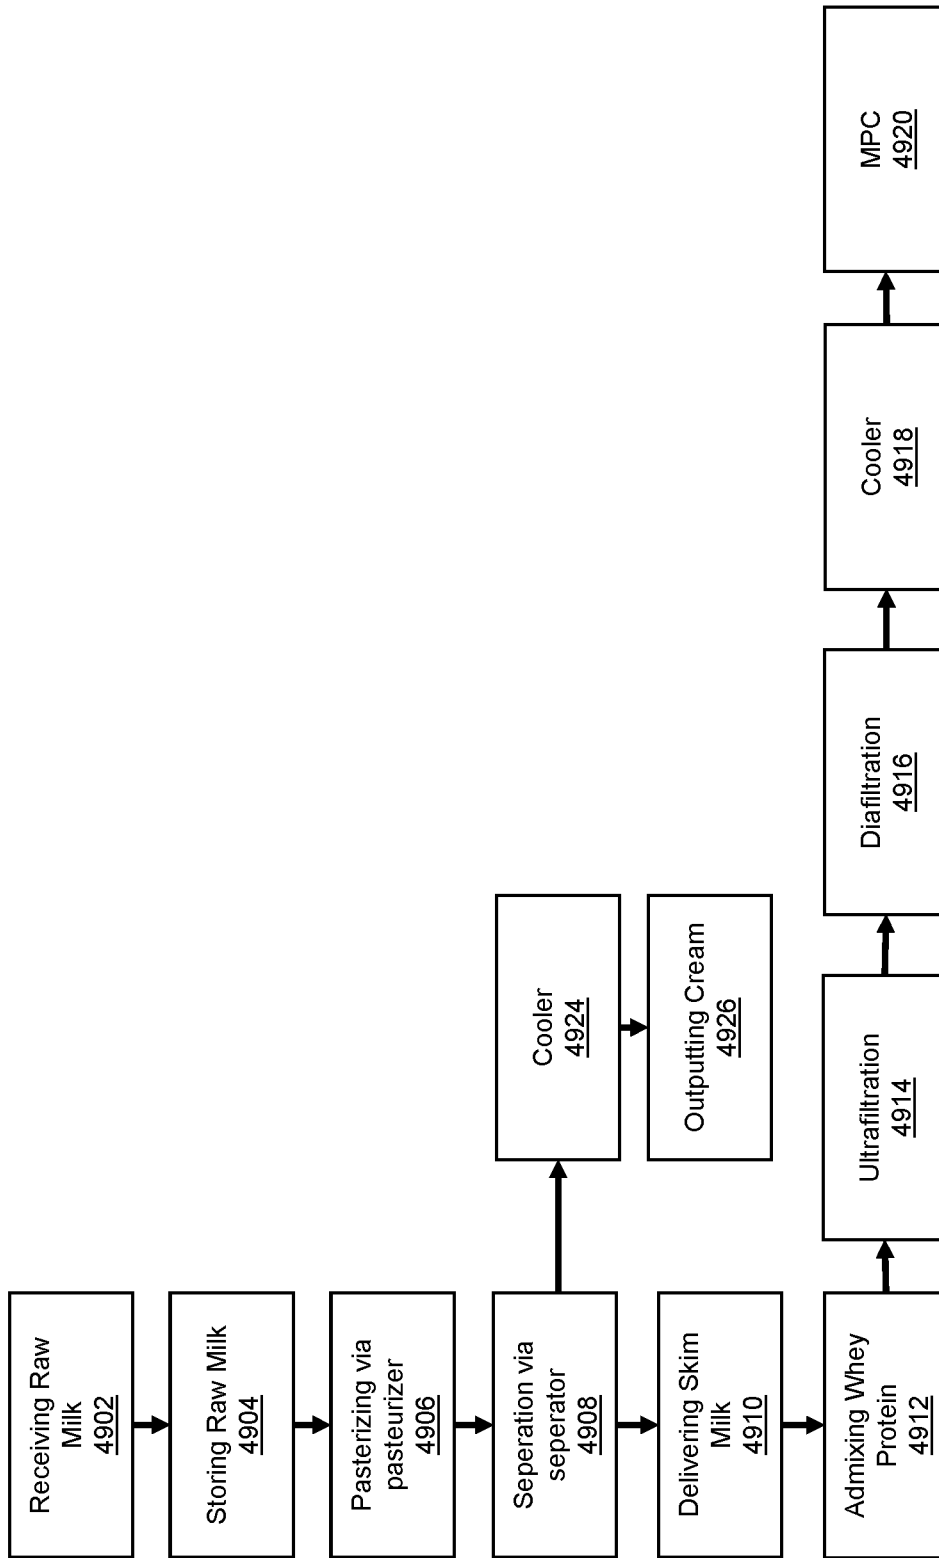 Receiving Raw
Milk
4902
Storing Raw Milk
4904
Pasterizing via
pasteurizer
4906
Seperation via
seperator
4908
Cooler
4924
Outputting Cream
4926
Delivering Skim
Milk
4910
Admixing Whey
Protein
4912
Ultrafiltration
4914
Diafiltration
4916
Cooler
4918
MPC
4920